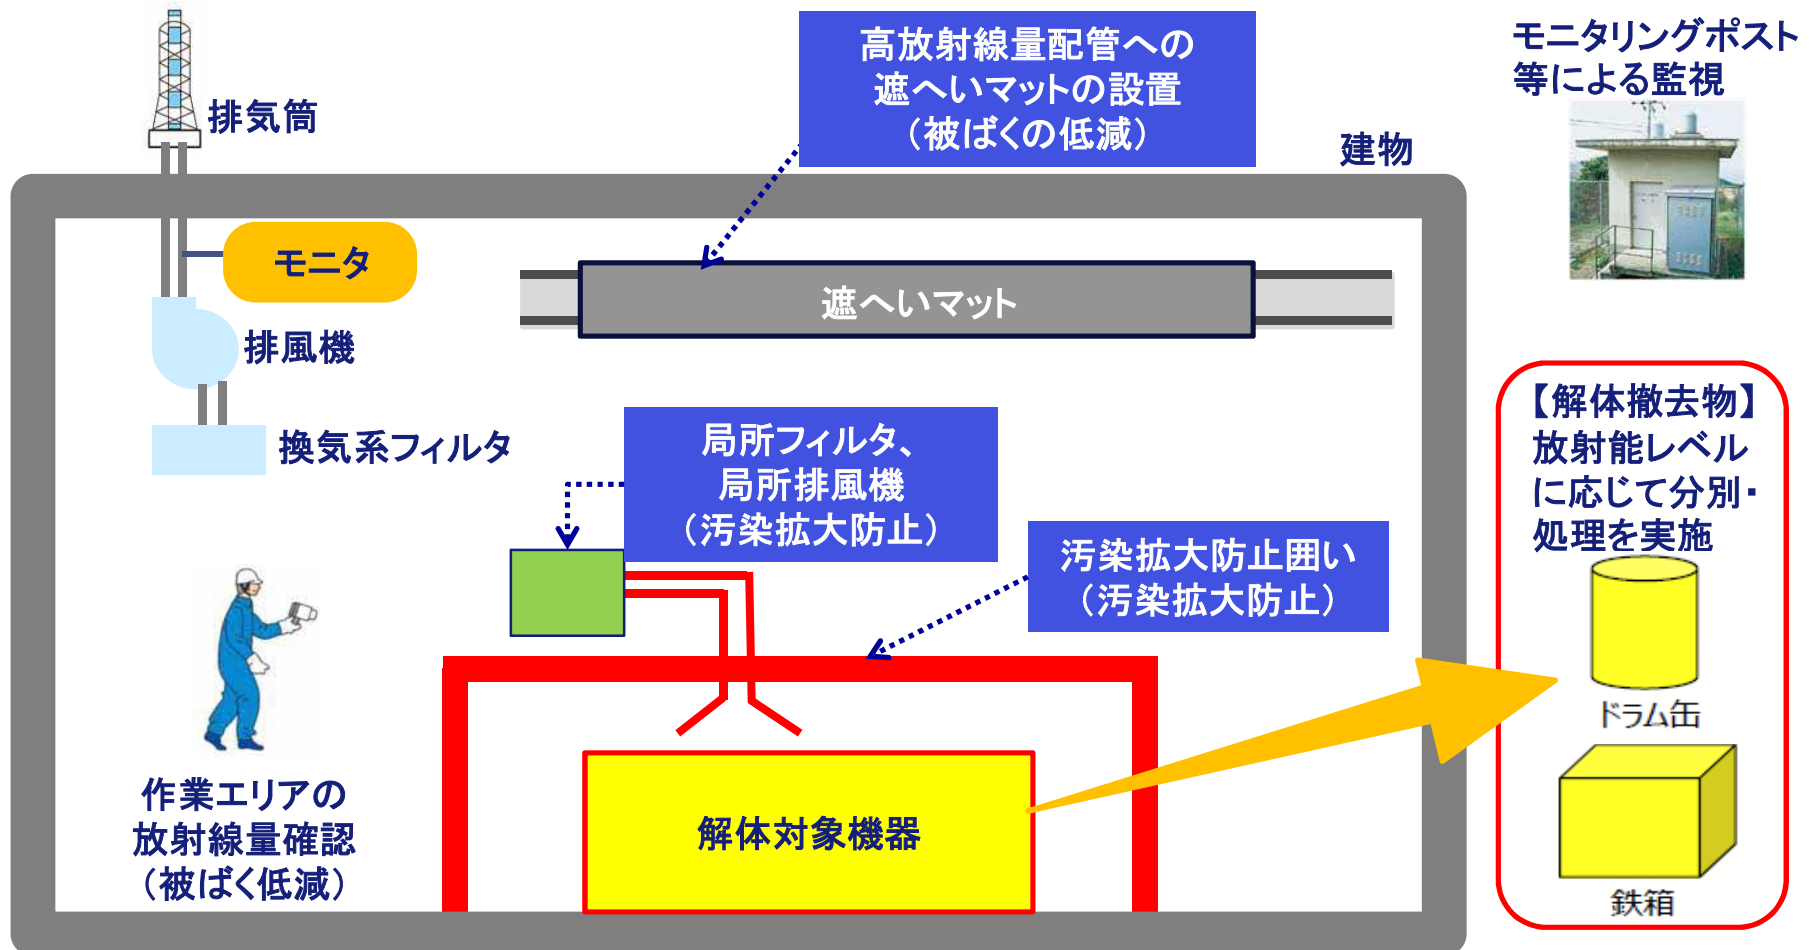 高放射線量配管への
遮へいマットの設置
（被ばくの低減）
モニタリングポスト
等による監視
排気筒
建物
モニタ
遮へいマット
排風機
換気系フィルタ
局所フィルタ、
局所排風機
（汚染拡大防止）
汚染拡大防止囲い
（汚染拡大防止）
【解体撤去物】
放射能レベル
に応じて分別・
処理を実施
ドラム缶
鉄箱
作業エリアの
放射線量確認
（被ばく低減）
解体対象機器